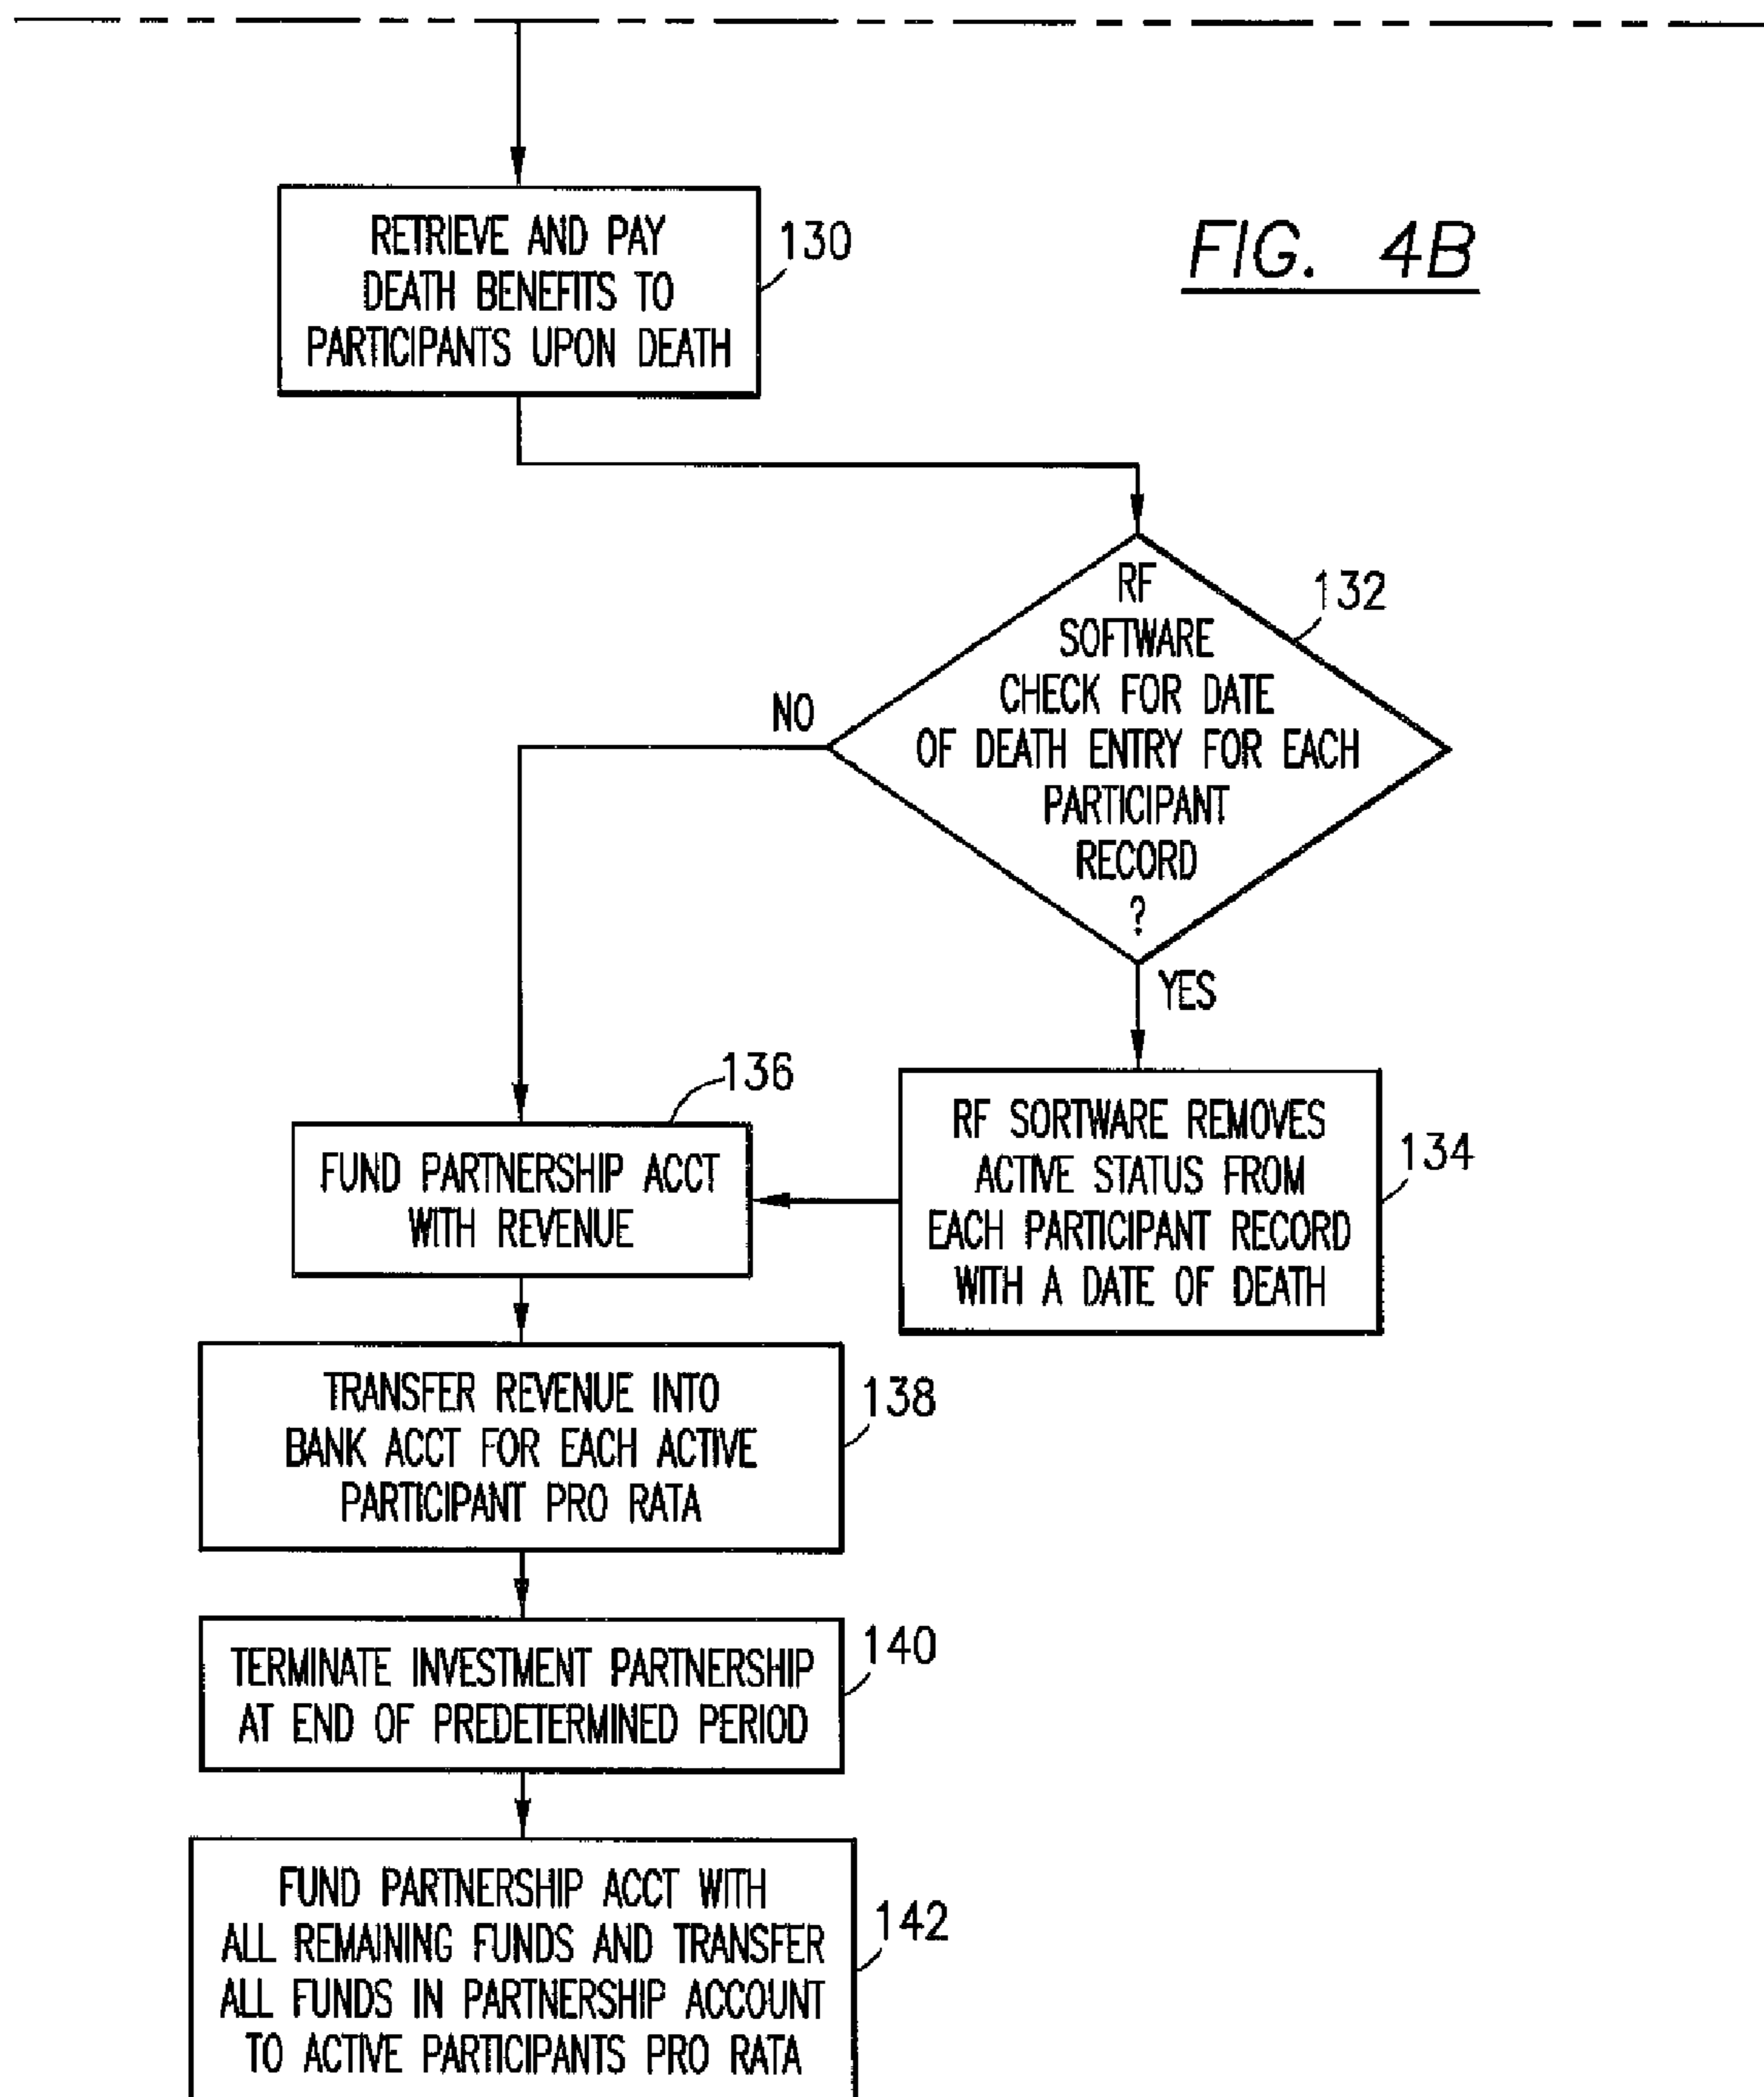 RETRIEVE AND PAY
DEATH BENEFITS TO
PARTICIPANTS UPON DEATH
130
FIG. 4B
RF
SOFTWARE
CHECK FOR DATE
OF DEATH ENTRY FOR EACH
PARTICIPANT
RECORD
?
132
NO
YES
136
FUND PARTNERSHIP ACCT
WITH REVENUE
RF SORTWARE REMOVES
ACTIVE STATUS FROM
EACH PARTICIPANT RECORD
WITH A DATE OF DEATH
134
TRANSFER REVENUE INTO
BANK ACCT FOR EACH ACTIVE
PARTICIPANT PRO RATA
138
TERMINATE INVESTMENT PARTNERSHIP
AT END OF PREDETERMINED PERIOD
140
FUND PARTNERSHIP ACCT WITH
ALL REMAINING FUNDS AND TRANSFER
ALL FUNDS IN PARTNERSHIP ACCOUNT
TO ACTIVE PARTICIPANTS PRO RATA
142